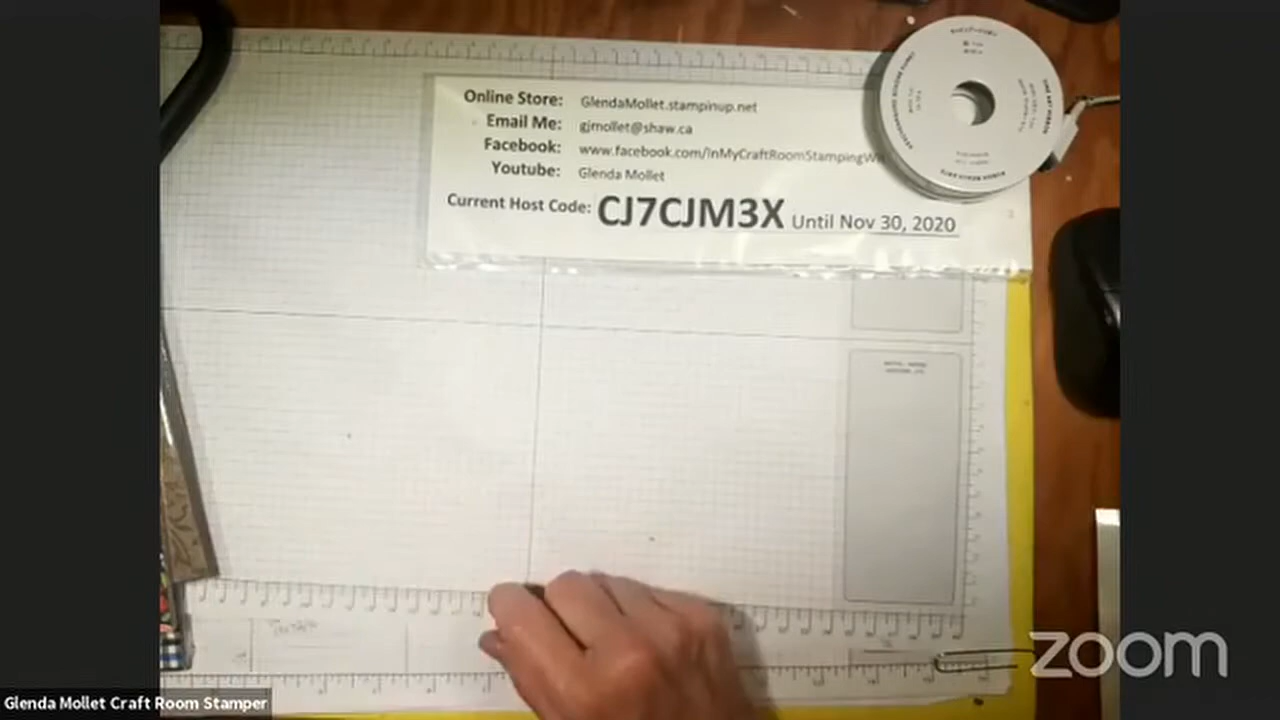 Online Store: GlendaMollet.stampinup.net
Email Me: gjmollet@shaw.ca
Facebook: www.facebook.com/InMyCraftRoomStampingWi
Youtube: Glenda Mollet
Current Host Code: CJ7CJM3X Until Nov 30, 2020
zoom
Glenda Mollet Craft Room Stamper